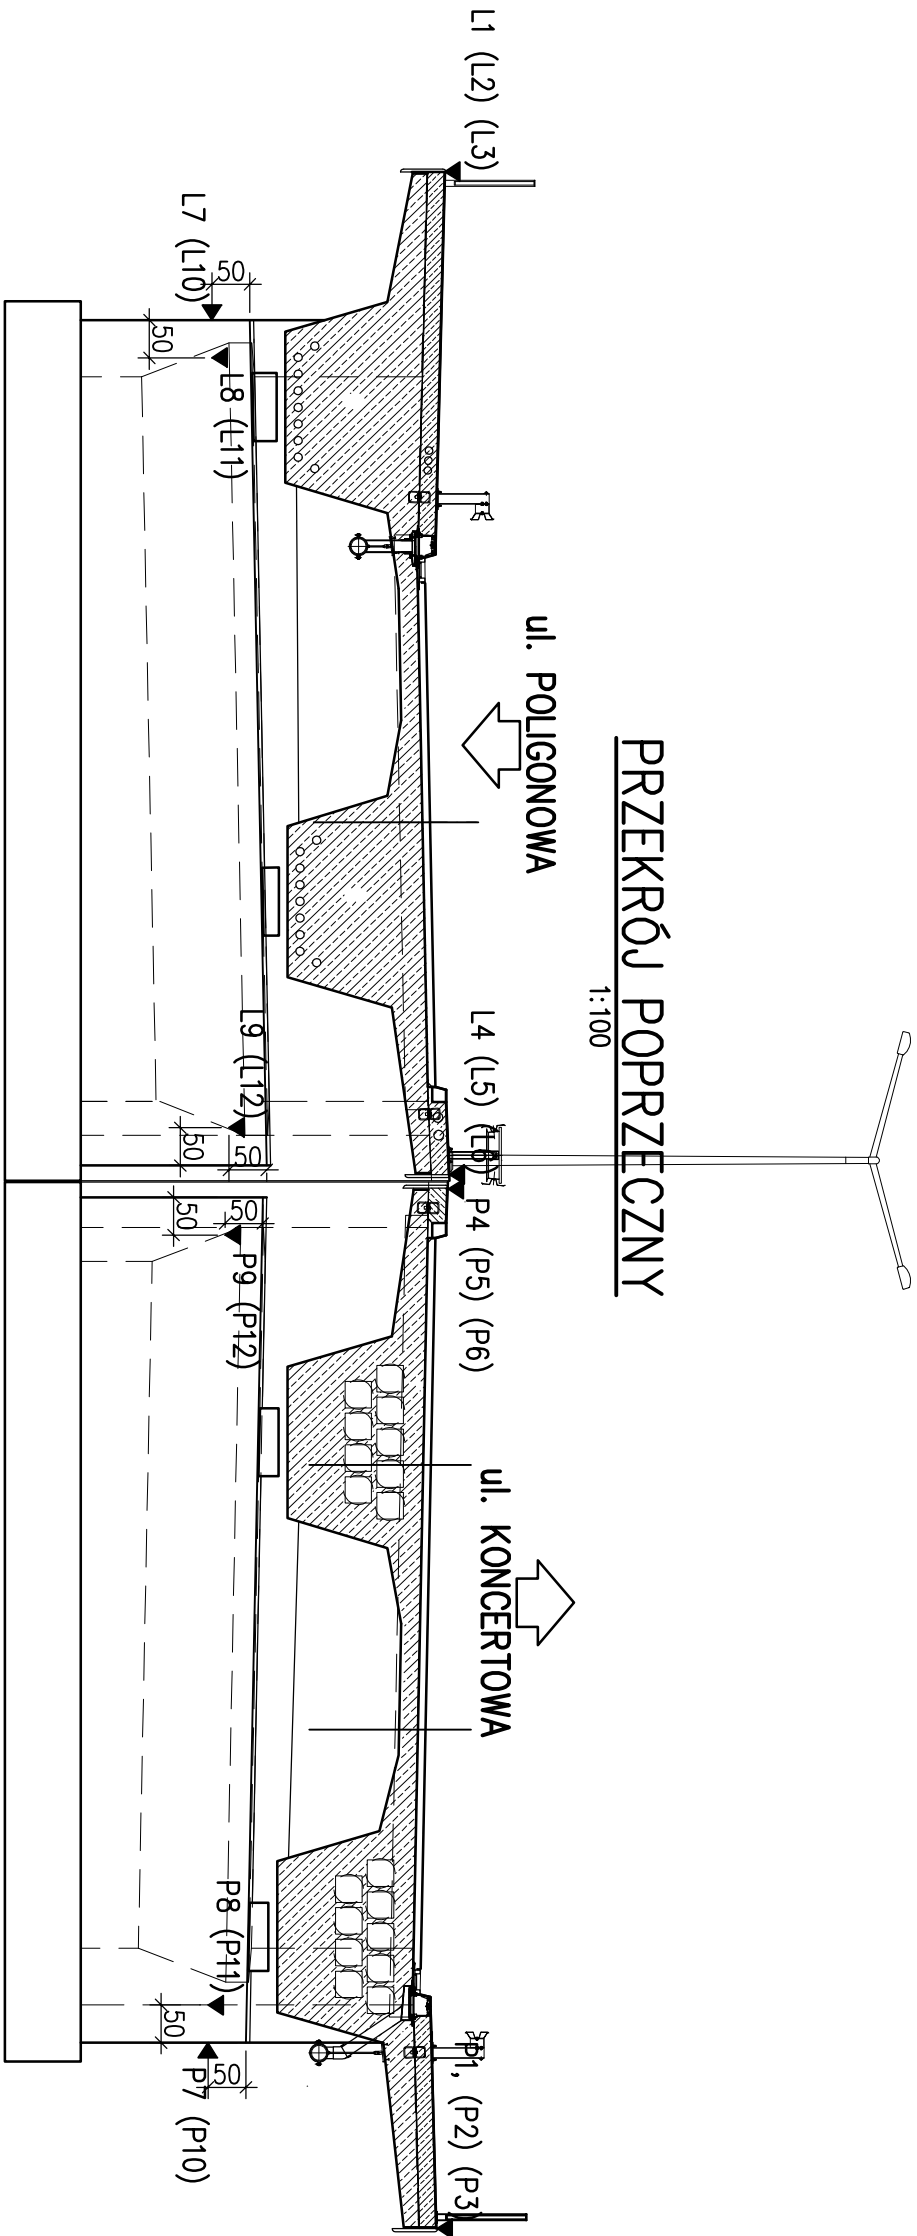 PRZEKRÓJ POPRZECZNY
1:100
ul. POLIGONOWA
ul. KONCERTOWA
L1 (L2) (L3)
L4 (L5) (L6)
P4 (P5) (P6)
P1, (P2) (P3
L7 (L10)
50
50
L8 (L11)
L9 (L12)
50
50
50
50
P9 (P12)
P8 (P11)
50
50
P7 (P10)